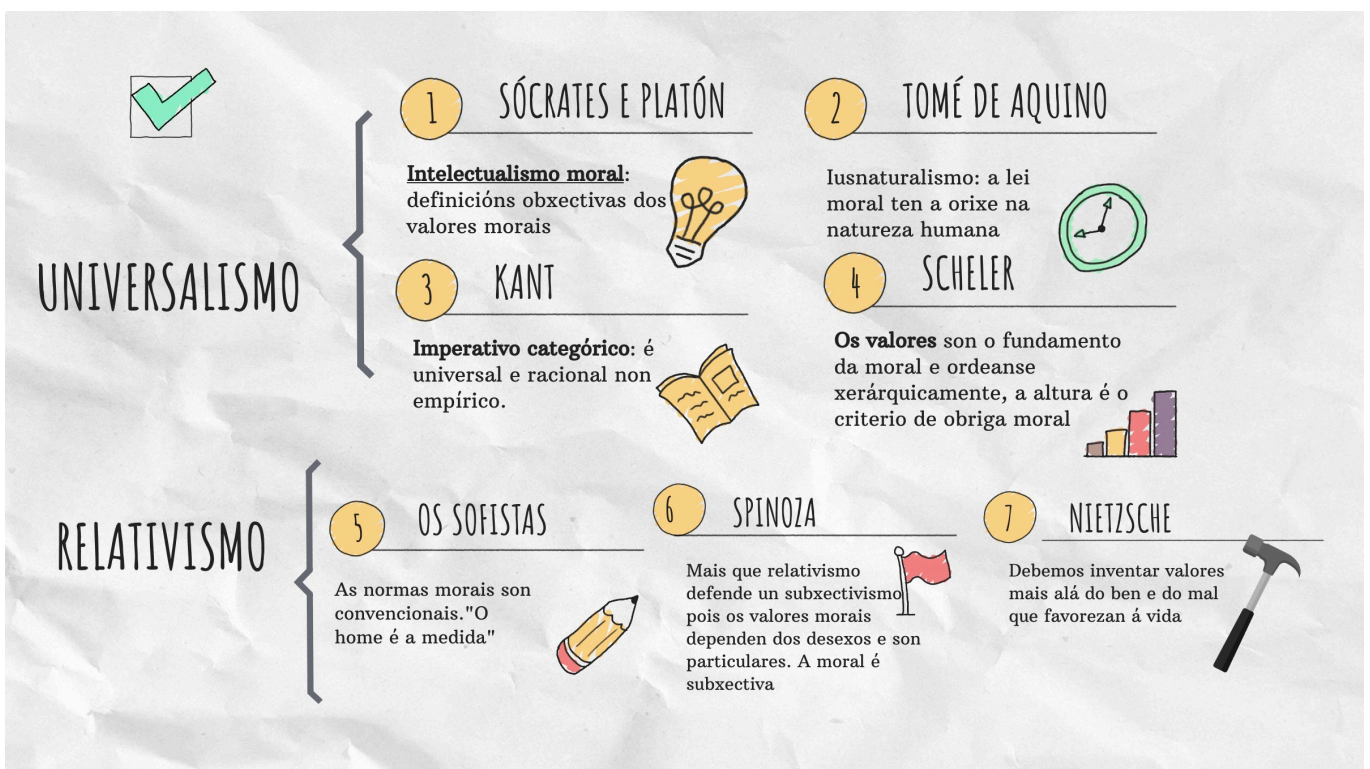 UNIVERSALISMO
1
SÓCRATES E PLATÓN
Intelectualismo moral:
definicións obxectivas dos
valores morais
2
TOMÉ DE AQUINO
Iusnaturalismo: a lei
moral ten a orixe na
natureza humana
3
KANT
Imperativo categórico: é
universal e racional non
empírico.
4
SCHELER
Os valores son o fundamento
da moral e ordeanse
xerárquicamente, a altura é o
criterio de obriga moral
RELATIVISMO
5
OS SOFISTAS
As normas morais son
convencionais."O
home é a medida"
6
SPINOZA
Mais que relativismo
defende un subxectivismo
pois os valores morais
dependen dos desexos e son
particulares. A moral é
subxectiva
7
NIETZSCHE
Debemos inventar valores
mais alá do ben e do mal
que favorezan á vida